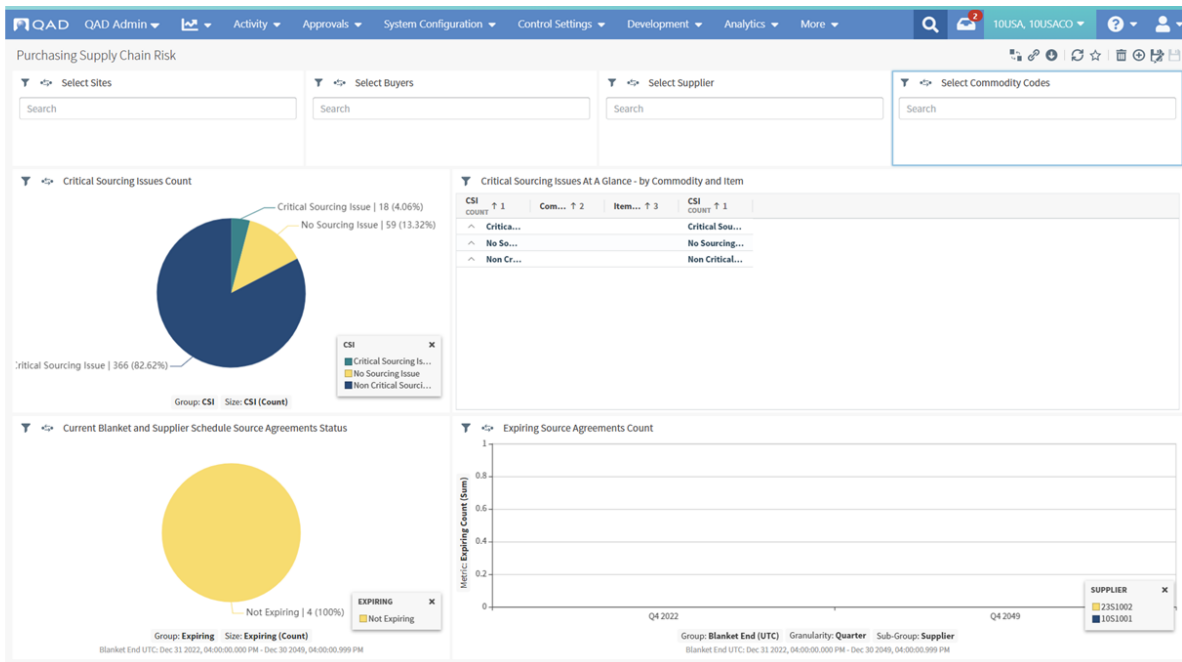 QAD QAD Admin Activity Approvals System Configuration Control Settings Development Analytics More 2 10USA, 10USACO ?
Purchasing Supply Chain Risk
Select Sites Select Buyers Select Supplier Select Commodity Codes
Search Search Search Search
Critical Sourcing Issues Count
Critical Sourcing Issue | 18 (4.06%)
No Sourcing Issue | 59 (13.32%)
Critical Sourcing Issue | 366 (82.62%)
CSI
Critical Sourcing Is...
No Sourcing Issue
Non Critical Sourci...
Group: CSI Size: CSI (Count)
Critical Sourcing Issues At A Glance - by Commodity and Item
CSI COUNT ↑ 1 Com... ↑ 2 Item... ↑ 3 CSI COUNT ↑ 1
Critica... Critical Sou...
No So... No Sourcing...
Non Cr... Non Critical...
Current Blanket and Supplier Schedule Source Agreements Status
Not Expiring | 4 (100%)
EXPIRING
Not Expiring
Group: Expiring Size: Expiring (Count)
Blanket End UTC: Dec 31 2022, 04:00:00.000 PM - Dec 30 2049, 04:00:00.999 PM
Expiring Source Agreements Count
Metric: Expiring Count (Sum)
1
0.8
0.6
0.4
0.2
0
Q4 2022 Q4 2049
SUPPLIER
23S1002
10S1001
Group: Blanket End (UTC) Granularity: Quarter Sub-Group: Supplier
Blanket End UTC: Dec 31 2022, 04:00:00.000 PM - Dec 30 2049, 04:00:00.999 PM